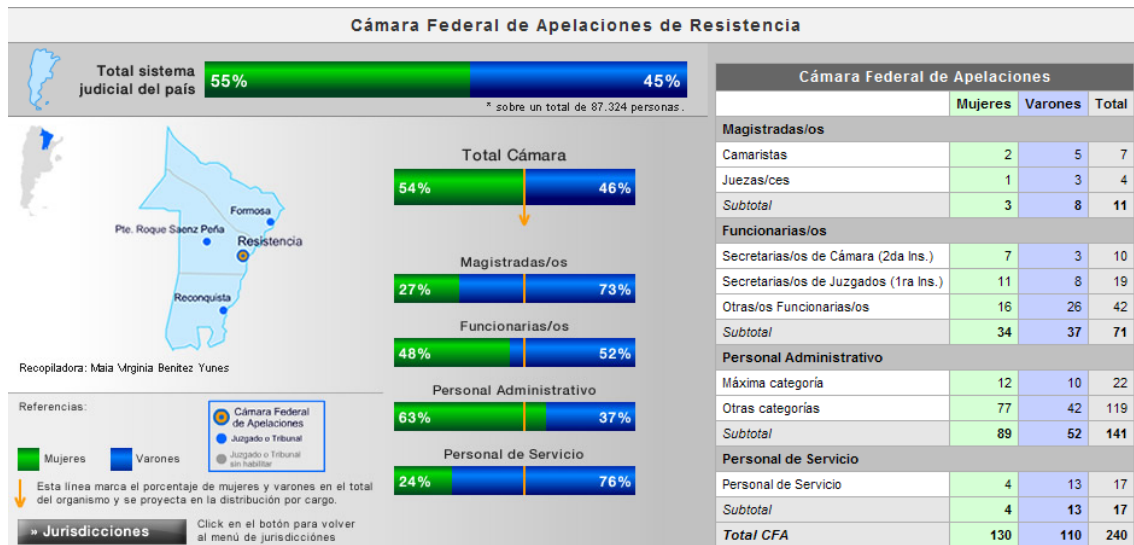 Cámara Federal de Apelaciones de Resistencia
Total sistema
judicial del país
55%
45%
* sobre un total de 87.324 personas.
Formosa
Pte. Roque Saenz Peña
Resistencia
Reconquista
Recopiladora: Maia Virginia Benitez Yunes
Referencias:
Mujeres
Varones
Cámara Federal
de Apelaciones
Juzgado o Tribunal
Juzgado o Tribunal
sin habilitar
Esta línea marca el porcentaje de mujeres y varones en el total
del organismo y se proyecta en la distribución por cargo.
» Jurisdicciones
Click en el botón para volver
al menú de jurisdicciónes
Total Cámara
54% 46%
Magistradas/os
27% 73%
Funcionarias/os
48% 52%
Personal Administrativo
63% 37%
Personal de Servicio
24% 76%
Cámara Federal de Apelaciones
Mujeres Varones Total
Magistradas/os
Camaristas 2 5 7
Juezas/ces 1 3 4
Subtotal 3 8 11
Funcionarias/os
Secretarias/os de Cámara (2da Ins.) 7 3 10
Secretarias/os de Juzgados (1ra Ins.) 11 8 19
Otras/os Funcionarias/os 16 26 42
Subtotal 34 37 71
Personal Administrativo
Máxima categoría 12 10 22
Otras categorías 77 42 119
Subtotal 89 52 141
Personal de Servicio
Personal de Servicio 4 13 17
Subtotal 4 13 17
Total CFA 130 110 240